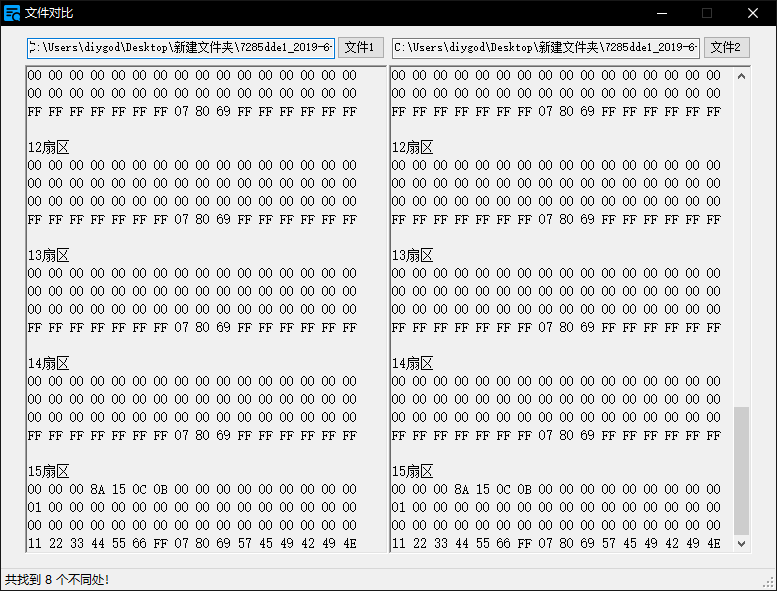 文件对比
C:\Users\diygod\Desktop\新建文件夹\7285dde1_2019-6- 文件1 C:\Users\diygod\Desktop\新建文件夹\7285dde1_2019-6- 文件2
00 00 00 00 00 00 00 00 00 00 00 00 00 00 00 00
00 00 00 00 00 00 00 00 00 00 00 00 00 00 00 00
FF FF FF FF FF FF FF 07 80 69 FF FF FF FF FF FF
12扇区
00 00 00 00 00 00 00 00 00 00 00 00 00 00 00 00
00 00 00 00 00 00 00 00 00 00 00 00 00 00 00 00
00 00 00 00 00 00 00 00 00 00 00 00 00 00 00 00
FF FF FF FF FF FF FF 07 80 69 FF FF FF FF FF FF
13扇区
00 00 00 00 00 00 00 00 00 00 00 00 00 00 00 00
00 00 00 00 00 00 00 00 00 00 00 00 00 00 00 00
00 00 00 00 00 00 00 00 00 00 00 00 00 00 00 00
FF FF FF FF FF FF FF 07 80 69 FF FF FF FF FF FF
14扇区
00 00 00 00 00 00 00 00 00 00 00 00 00 00 00 00
00 00 00 00 00 00 00 00 00 00 00 00 00 00 00 00
00 00 00 00 00 00 00 00 00 00 00 00 00 00 00 00
FF FF FF FF FF FF FF 07 80 69 FF FF FF FF FF FF
15扇区
00 00 00 8A 15 0C 0B 00 00 00 00 00 00 00 00 00
01 00 00 00 00 00 00 00 00 00 00 00 00 00 00 00
00 00 00 00 00 00 00 00 00 00 00 00 00 00 00 00
11 22 33 44 55 66 FF 07 80 69 57 45 49 42 49 4E
00 00 00 00 00 00 00 00 00 00 00 00 00 00 00 00
00 00 00 00 00 00 00 00 00 00 00 00 00 00 00 00
FF FF FF FF FF FF FF 07 80 69 FF FF FF FF FF FF
12扇区
00 00 00 00 00 00 00 00 00 00 00 00 00 00 00 00
00 00 00 00 00 00 00 00 00 00 00 00 00 00 00 00
00 00 00 00 00 00 00 00 00 00 00 00 00 00 00 00
FF FF FF FF FF FF FF 07 80 69 FF FF FF FF FF FF
13扇区
00 00 00 00 00 00 00 00 00 00 00 00 00 00 00 00
00 00 00 00 00 00 00 00 00 00 00 00 00 00 00 00
00 00 00 00 00 00 00 00 00 00 00 00 00 00 00 00
FF FF FF FF FF FF FF 07 80 69 FF FF FF FF FF FF
14扇区
00 00 00 00 00 00 00 00 00 00 00 00 00 00 00 00
00 00 00 00 00 00 00 00 00 00 00 00 00 00 00 00
00 00 00 00 00 00 00 00 00 00 00 00 00 00 00 00
FF FF FF FF FF FF FF 07 80 69 FF FF FF FF FF FF
15扇区
00 00 00 8A 15 0C 0B 00 00 00 00 00 00 00 00 00
01 00 00 00 00 00 00 00 00 00 00 00 00 00 00 00
00 00 00 00 00 00 00 00 00 00 00 00 00 00 00 00
11 22 33 44 55 66 FF 07 80 69 57 45 49 42 49 4E
共找到 8 个不同处!